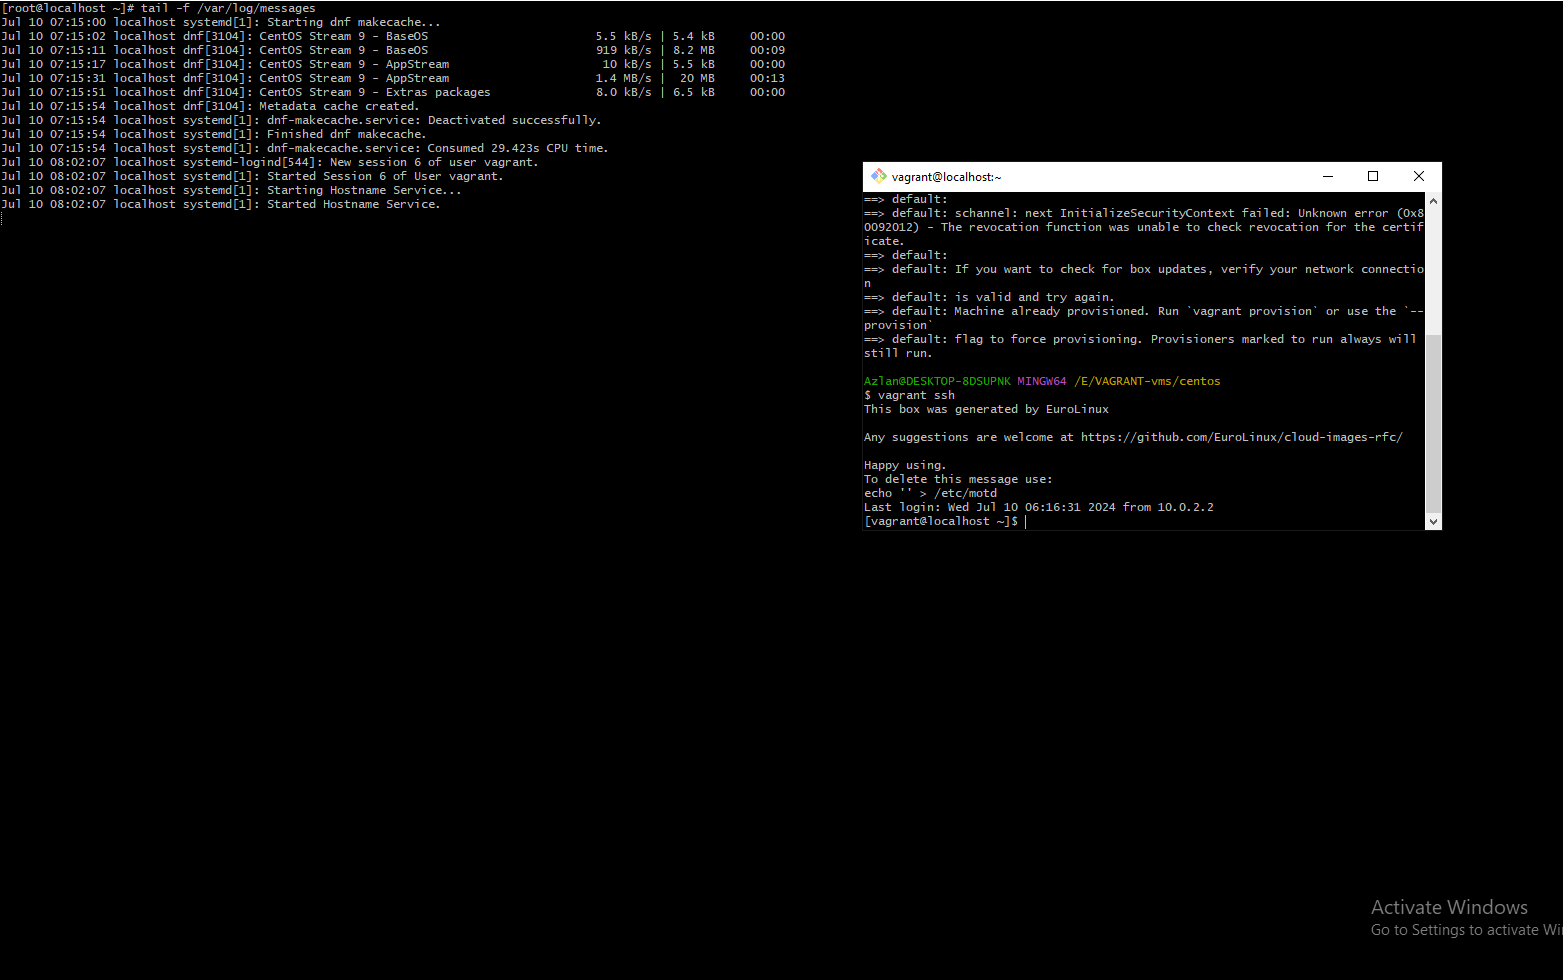 [root@localhost ~]# tail -f /var/log/messages
Jul 10 07:15:00 localhost systemd[1]: Starting dnf makecache...
Jul 10 07:15:02 localhost dnf[3104]: CentOS Stream 9 - BaseOS                        5.5 kB/s | 5.4 kB     00:00
Jul 10 07:15:11 localhost dnf[3104]: CentOS Stream 9 - BaseOS                        919 kB/s | 8.2 MB     00:09
Jul 10 07:15:17 localhost dnf[3104]: CentOS Stream 9 - AppStream                      10 kB/s | 5.5 kB     00:00
Jul 10 07:15:31 localhost dnf[3104]: CentOS Stream 9 - AppStream                     1.4 MB/s |  20 MB     00:13
Jul 10 07:15:51 localhost dnf[3104]: CentOS Stream 9 - Extras packages               8.0 kB/s | 6.5 kB     00:00
Jul 10 07:15:54 localhost dnf[3104]: Metadata cache created.
Jul 10 07:15:54 localhost systemd[1]: dnf-makecache.service: Deactivated successfully.
Jul 10 07:15:54 localhost systemd[1]: Finished dnf makecache.
Jul 10 07:15:54 localhost systemd[1]: dnf-makecache.service: Consumed 29.423s CPU time.
Jul 10 08:02:07 localhost systemd-logind[544]: New session 6 of user vagrant.
Jul 10 08:02:07 localhost systemd[1]: Started Session 6 of User vagrant.
Jul 10 08:02:07 localhost systemd[1]: Starting Hostname Service...
Jul 10 08:02:07 localhost systemd[1]: Started Hostname Service.
vagrant@localhost:~
==> default:
==> default: schannel: next InitializeSecurityContext failed: Unknown error (0x8
0092012) - The revocation function was unable to check revocation for the certif
icate.
==> default:
==> default: If you want to check for box updates, verify your network connectio
n
==> default: is valid and try again.
==> default: Machine already provisioned. Run `vagrant provision` or use the `--
provision`
==> default: flag to force provisioning. Provisioners marked to run always will
still run.
Azlan@DESKTOP-8DSUPNK MINGW64 /E/VAGRANT-vms/centos
$ vagrant ssh
This box was generated by EuroLinux
Any suggestions are welcome at https://github.com/EuroLinux/cloud-images-rfc/
Happy using.
To delete this message use:
echo '' > /etc/motd
Last login: Wed Jul 10 06:16:31 2024 from 10.0.2.2
[vagrant@localhost ~]$
Activate Windows
Go to Settings to activate Wi